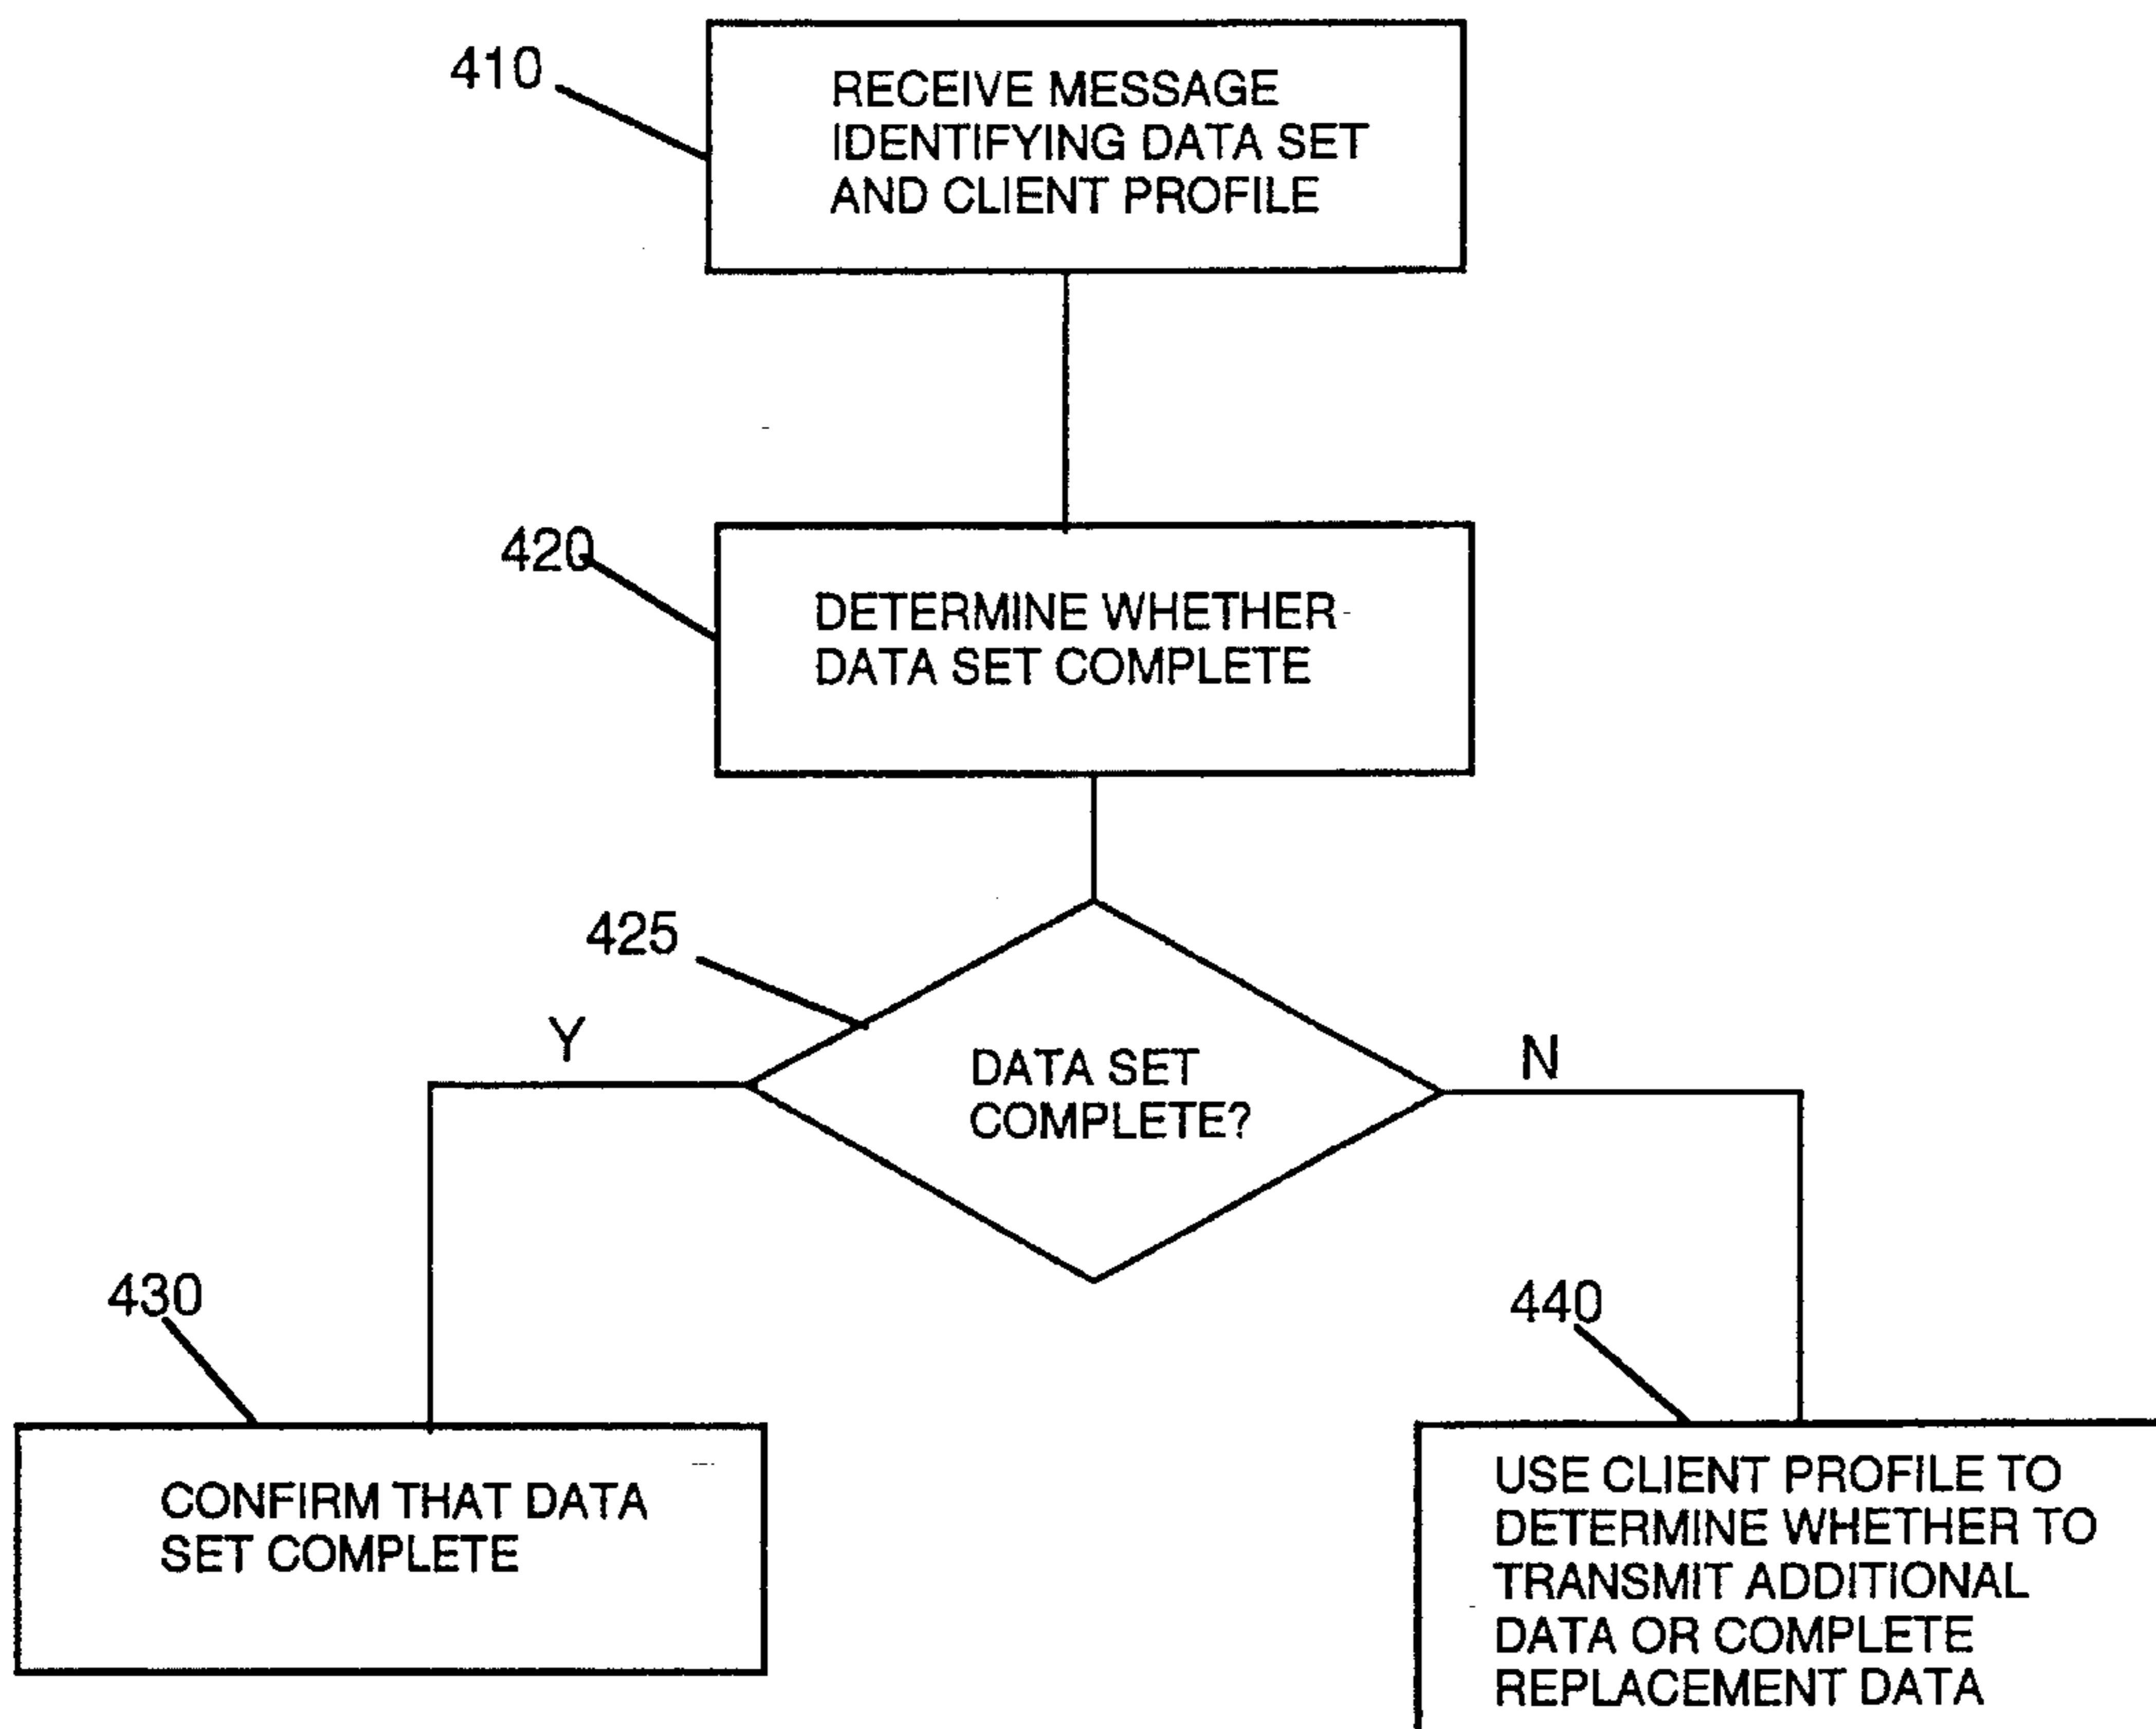 410
RECEIVE MESSAGE
IDENTIFYING DATA SET
AND CLIENT PROFILE
420
DETERMINE WHETHER
DATA SET COMPLETE
425
Y
DATA SET
COMPLETE?
N
430
CONFIRM THAT DATA
SET COMPLETE
440
USE CLIENT PROFILE TO
DETERMINE WHETHER TO
TRANSMIT ADDITIONAL
DATA OR COMPLETE
REPLACEMENT DATA